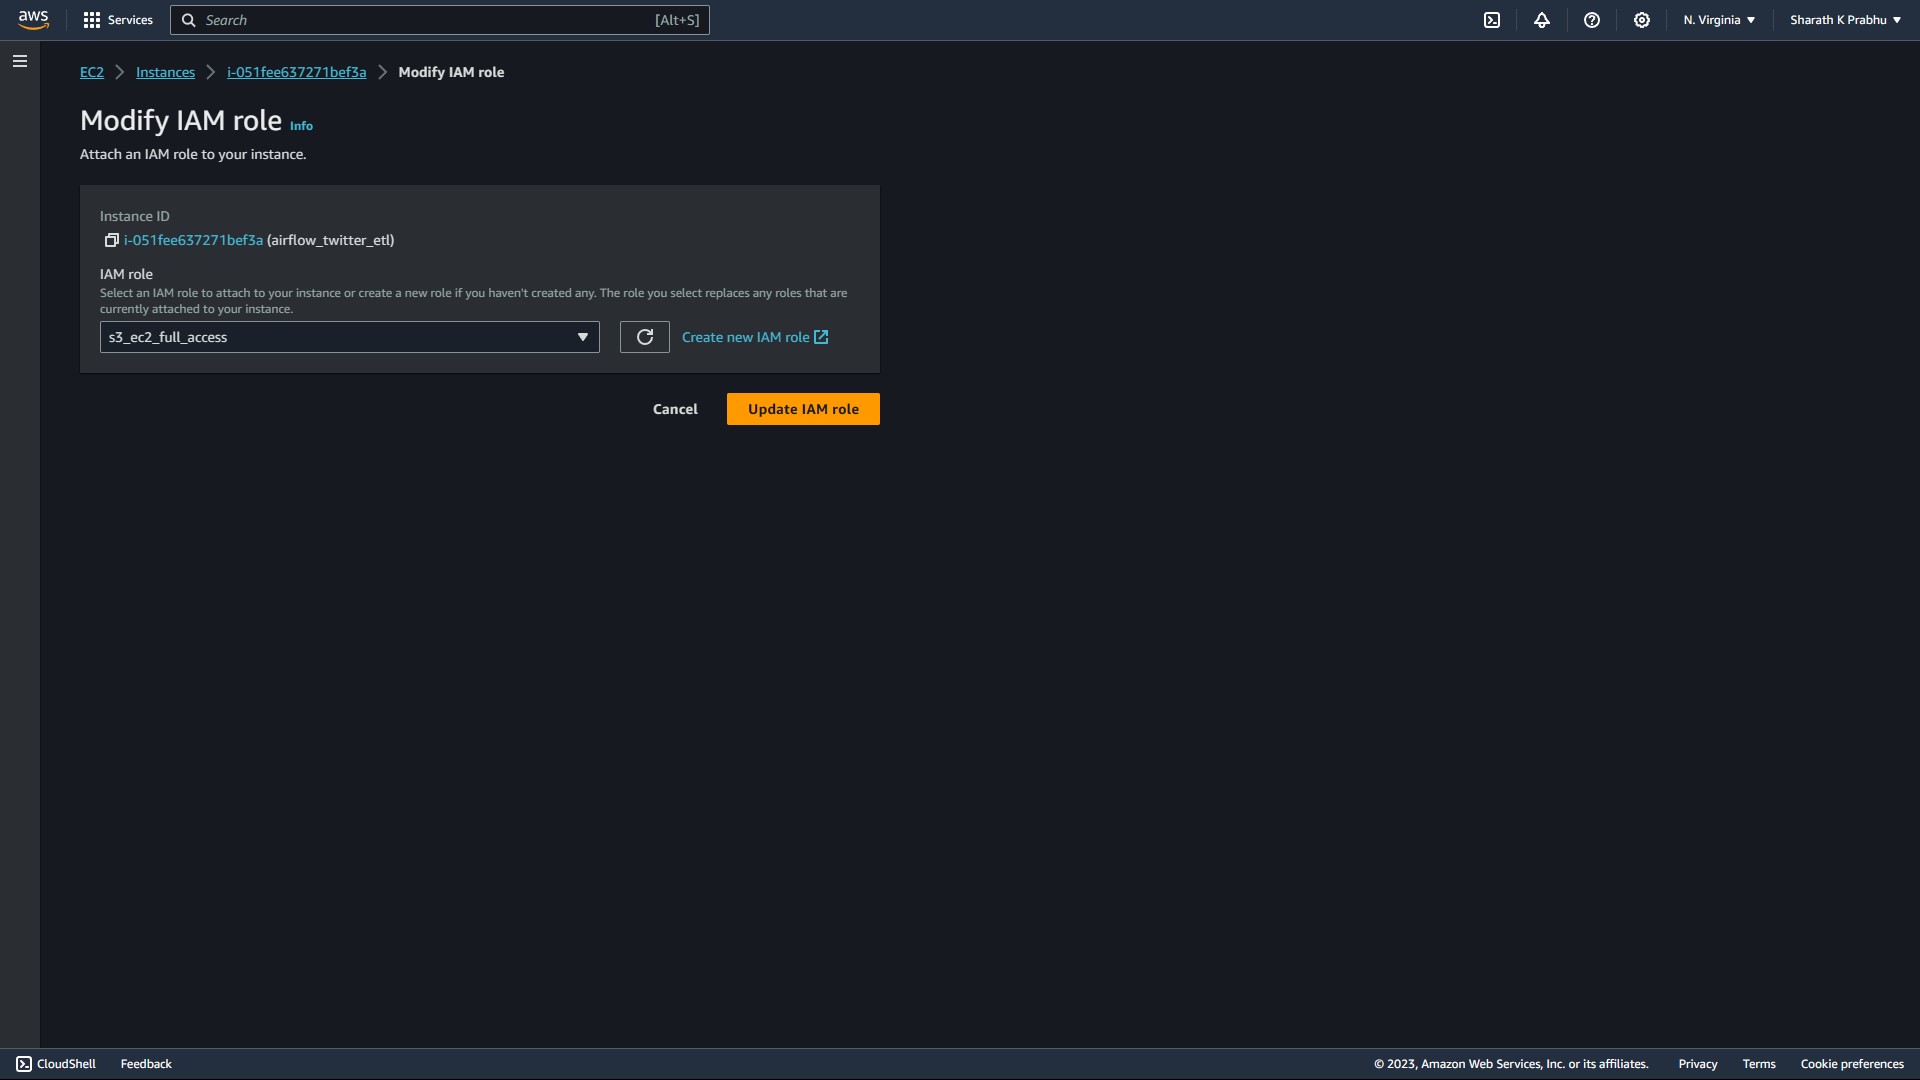 aws
Services
Search
[Alt+S]
N. Virginia
Sharath K Prabhu
EC2
Instances
i-051fee637271bef3a
Modify IAM role
Modify IAM role
Info
Attach an IAM role to your instance.
Instance ID
i-051fee637271bef3a (airflow_twitter_etl)
IAM role
Select an IAM role to attach to your instance or create a new role if you haven't created any. The role you select replaces any roles that are
currently attached to your instance.
s3_ec2_full_access
Create new IAM role
Cancel
Update IAM role
CloudShell
Feedback
© 2023, Amazon Web Services, Inc. or its affiliates.
Privacy
Terms
Cookie preferences